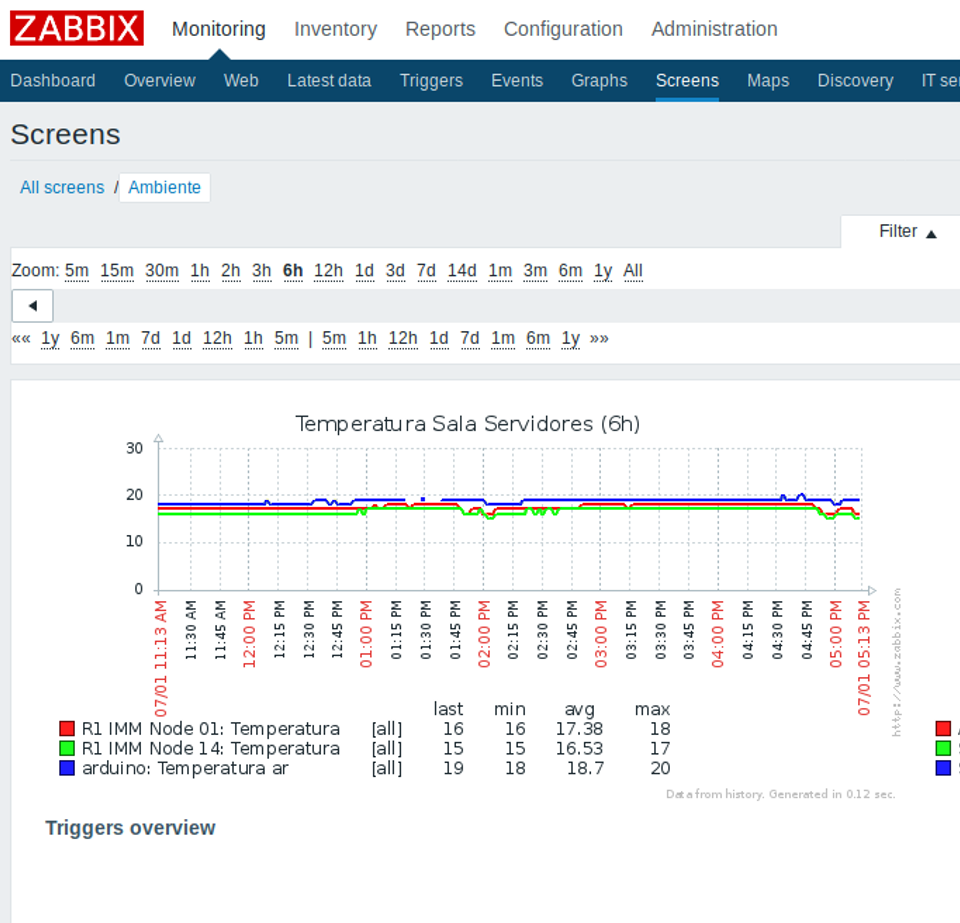 ZABBIX Monitoring Inventory Reports Configuration Administration
Dashboard Overview Web Latest data Triggers Events Graphs Screens Maps Discovery IT
Screens
All screens / Ambiente
Filter ▲
Zoom: 5m 15m 30m 1h 2h 3h 6h 12h 1d 3d 7d 14d 1m 3m 6m 1y All
«« 1y 6m 1m 7d 1d 12h 1h 5m | 5m 1h 12h 1d 7d 1m 6m 1y »»
Temperatura Sala Servidores (6h)
30
20
10
0
07/01 11:13 AM
11:30 AM
11:45 AM
12:00 PM
12:15 PM
12:30 PM
12:45 PM
01:00 PM
01:15 PM
01:30 PM
01:45 PM
02:00 PM
02:15 PM
02:30 PM
02:45 PM
03:00 PM
03:15 PM
03:30 PM
03:45 PM
04:00 PM
04:15 PM
04:30 PM
04:45 PM
05:00 PM
07/01 05:13 PM
http://www.zabbix.com
last min avg max
R1 IMM Node 01: Temperatura [all] 16 16 17.38 18
R1 IMM Node 14: Temperatura [all] 15 15 16.53 17
arduino: Temperatura ar [all] 19 18 18.7 20
Data from history. Generated in 0.12 sec.
Triggers overview